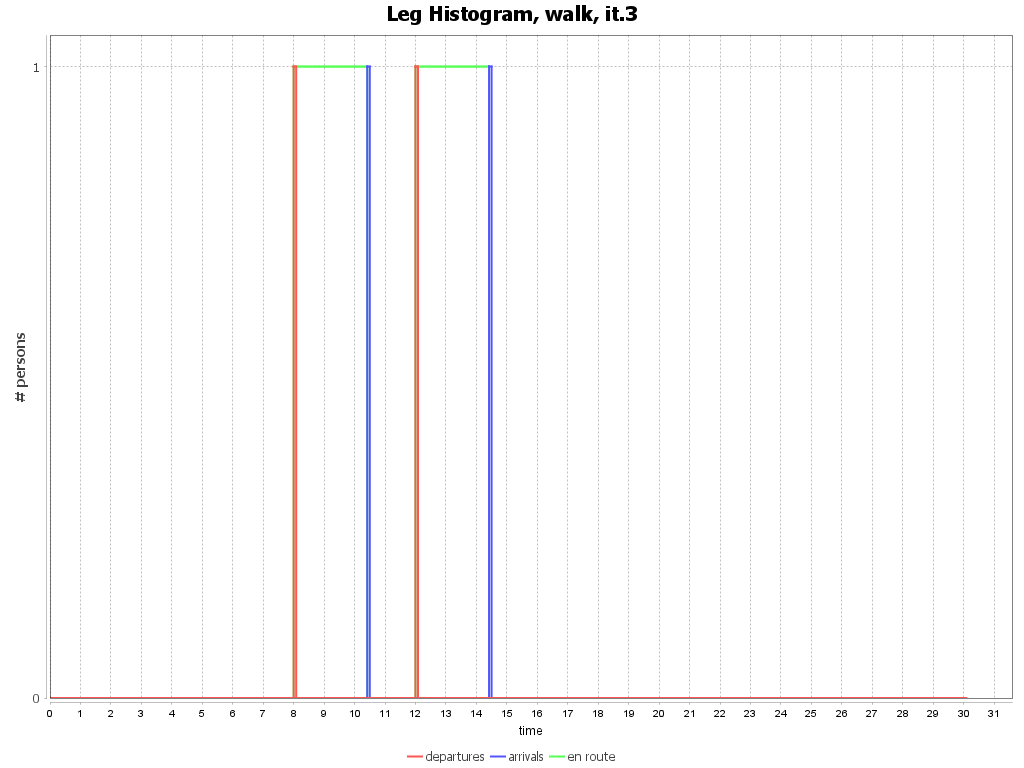 Leg Histogram, walk, it.3
1
# persons
0
0 1 2 3 4 5 6 7 8 9 10 11 12 13 14 15 16 17 18 19 20 21 22 23 24 25 26 27 28 29 30 31
time
departures arrivals en route